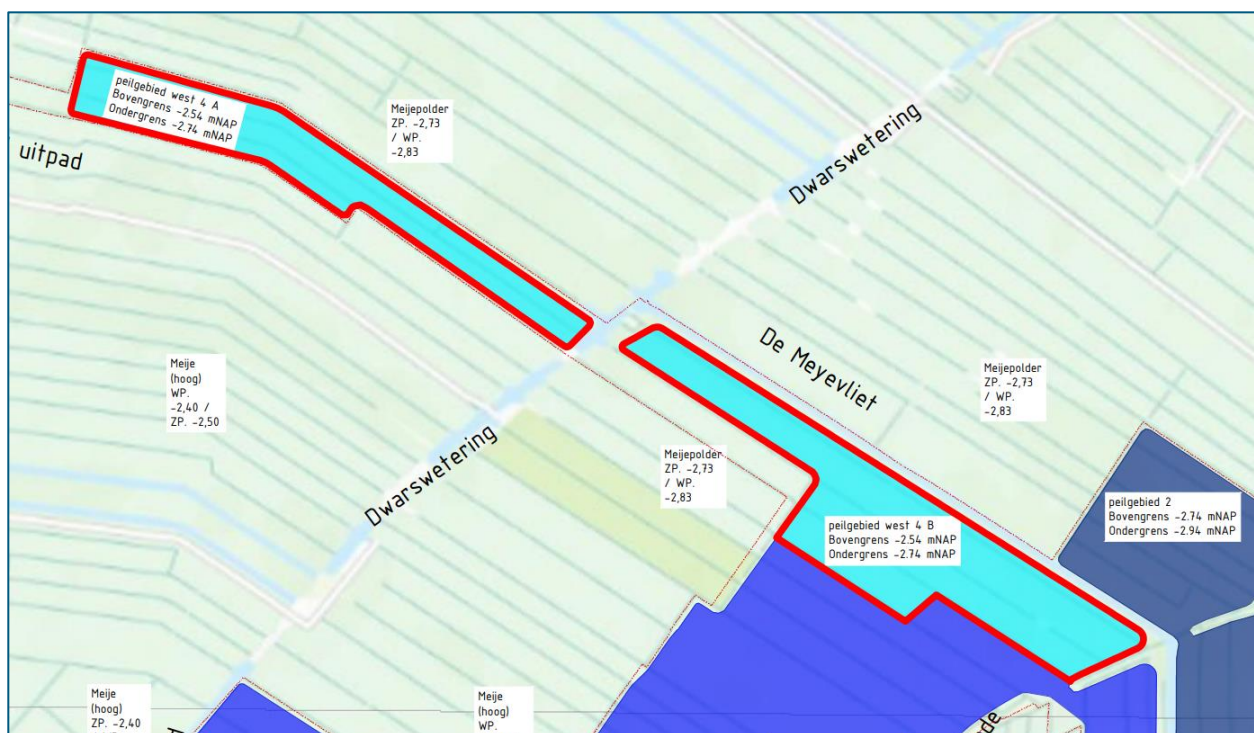 peilgebied west 4 A
Bovengrens -2.54 mNAP
Ondergrens -2.74 mNAP
Meijepolder
ZP. -2,73
/ WP.
-2,83
uitpad
Dwarswetering
De Meyevliet
Meije
(hoog)
WP.
-2,40 /
ZP. -2,50
Meijepolder
ZP. -2,73
/ WP.
-2,83
Dwarswetering
Meijepolder
ZP. -2,73
/ WP.
-2,83
peilgebied 2
Bovengrens -2.74 mNAP
Ondergrens -2.94 mNAP
peilgebied west 4 B
Bovengrens -2.54 mNAP
Ondergrens -2.74 mNAP
Meije
(hoog)
ZP. -2,40
Meije
(hoog)
WP.
rde